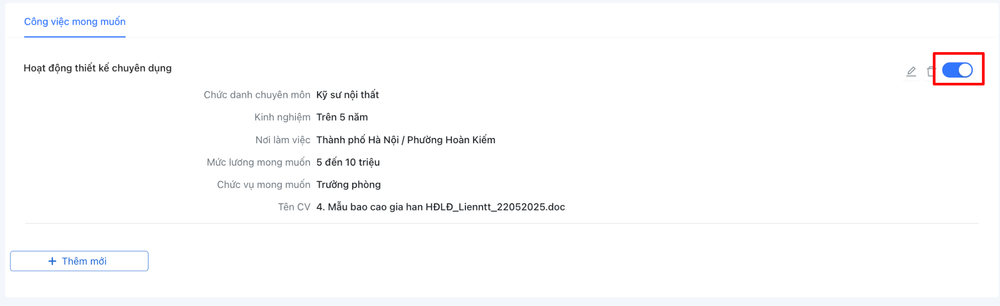 Công việc mong muốn
Hoạt động thiết kế chuyên dụng
Chức danh chuyên môn Kỹ sư nội thất
Kinh nghiệm Trên 5 năm
Nơi làm việc Thành phố Hà Nội / Phường Hoàn Kiếm
Mức lương mong muốn 5 đến 10 triệu
Chức vụ mong muốn Trưởng phòng
Tên CV 4. Mẫu bao cao gia han HĐLĐ_Lienntt_22052025.doc
+ Thêm mới